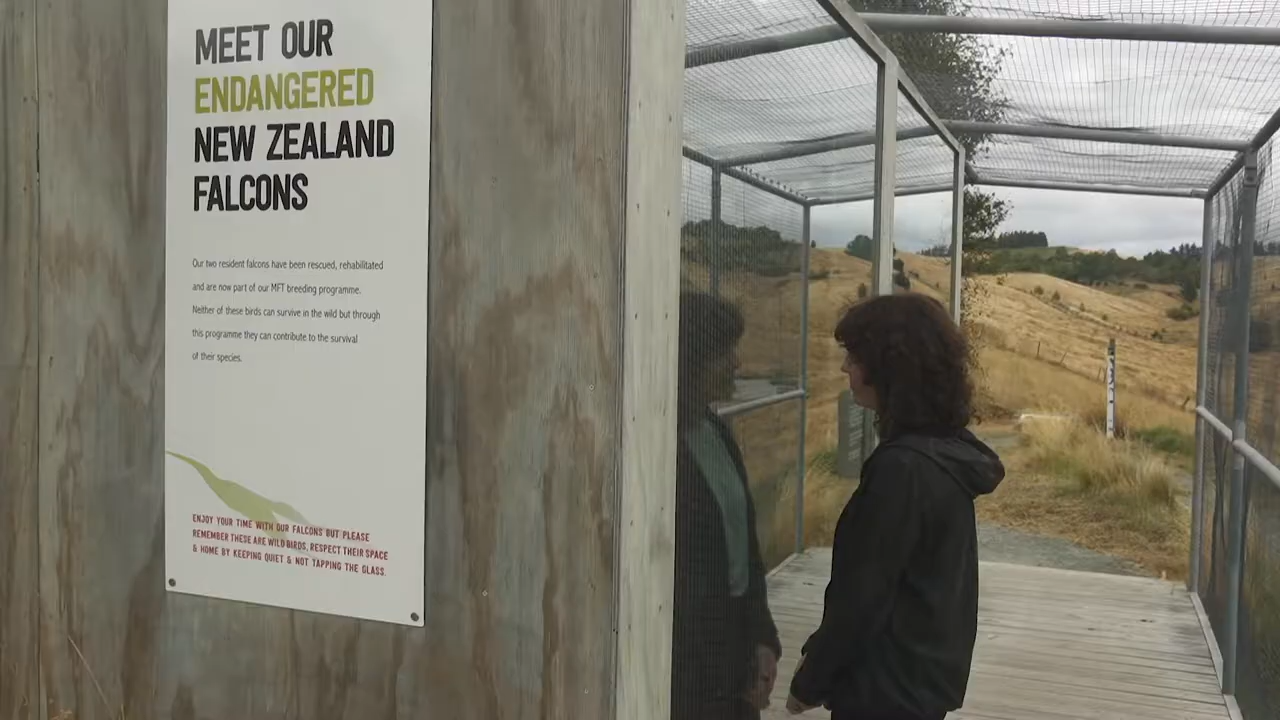 MEET OUR
ENDANGERED
NEW ZEALAND
FALCONS
Our two resident falcons have been rescued, rehabilitated
and are now part of our MFT breeding programme.
Neither of these birds can survive in the wild but through
this programme they can contribute to the survival
of their species.
ENJOY YOUR TIME WITH OUR FALCONS BUT PLEASE
REMEMBER THESE ARE WILD BIRDS, RESPECT THEIR SPACE
& HOME BY KEEPING QUIET & NOT TAPPING THE GLASS.